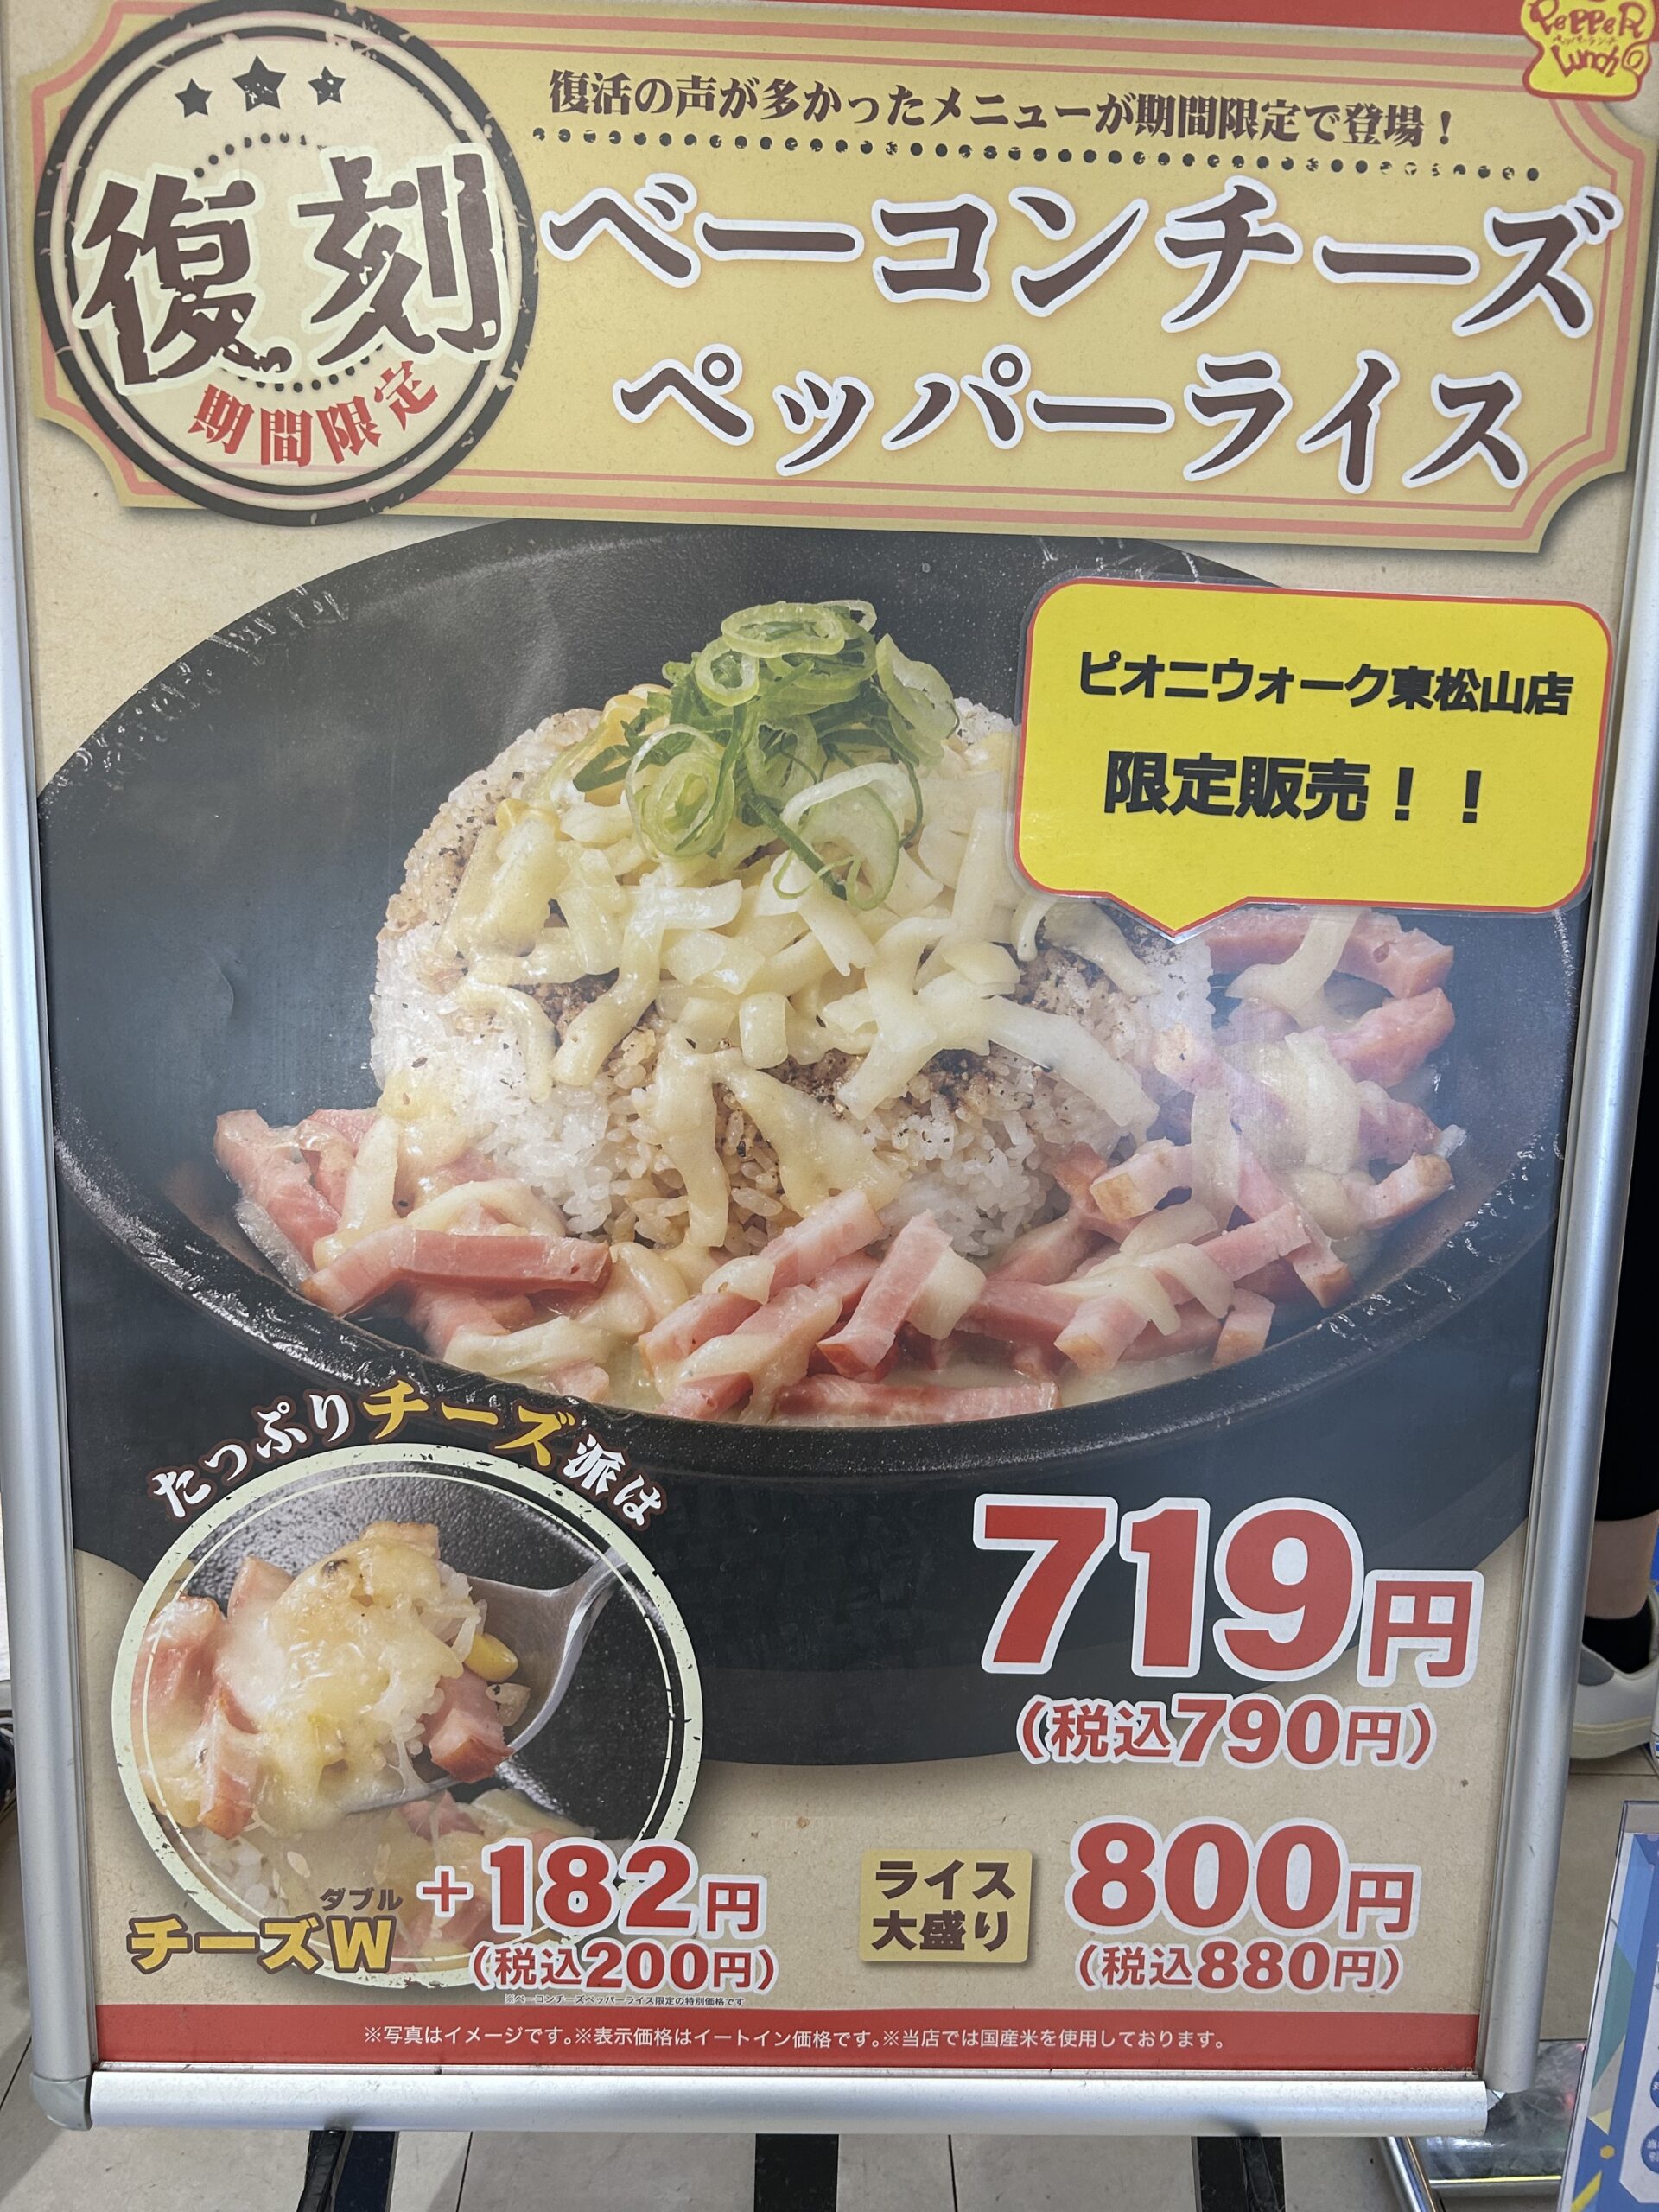 PePPeR
ペッパーランチ
Lunch
復活の声が多かったメニューが期間限定で登場！
復刻
期間限定
ベーコンチーズ
ペッパーライス
ピオニウォーク東松山店
限定販売！！
たっぷりチーズ派は
719円
(税込790円)
ダブル
チーズW
+182円
(税込200円)
※ベーコンチーズペッパーライス限定の特別価格です
ライス
大盛り
800円
(税込880円)
※写真はイメージです。※表示価格はイートイン価格です。※当店では国産米を使用しております。